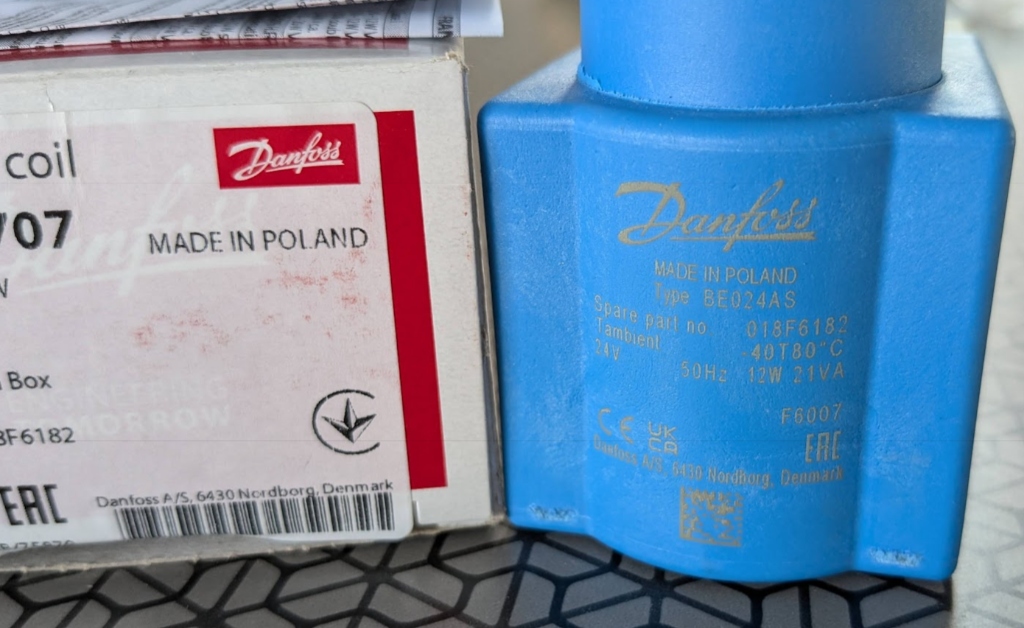 coil
Danfoss
707
MADE IN POLAND
Box
8F6182
EAC
Danfoss A/S, 6430 Nordborg, Denmark
Danfoss
MADE IN POLAND
Type BE024AS
Spare part no. 018F6182
Tambient -40T80°C
24V 50Hz 12W 21VA
F6007
CE UK CA
EAC
Danfoss A/S, 6430 Nordborg, Denmark